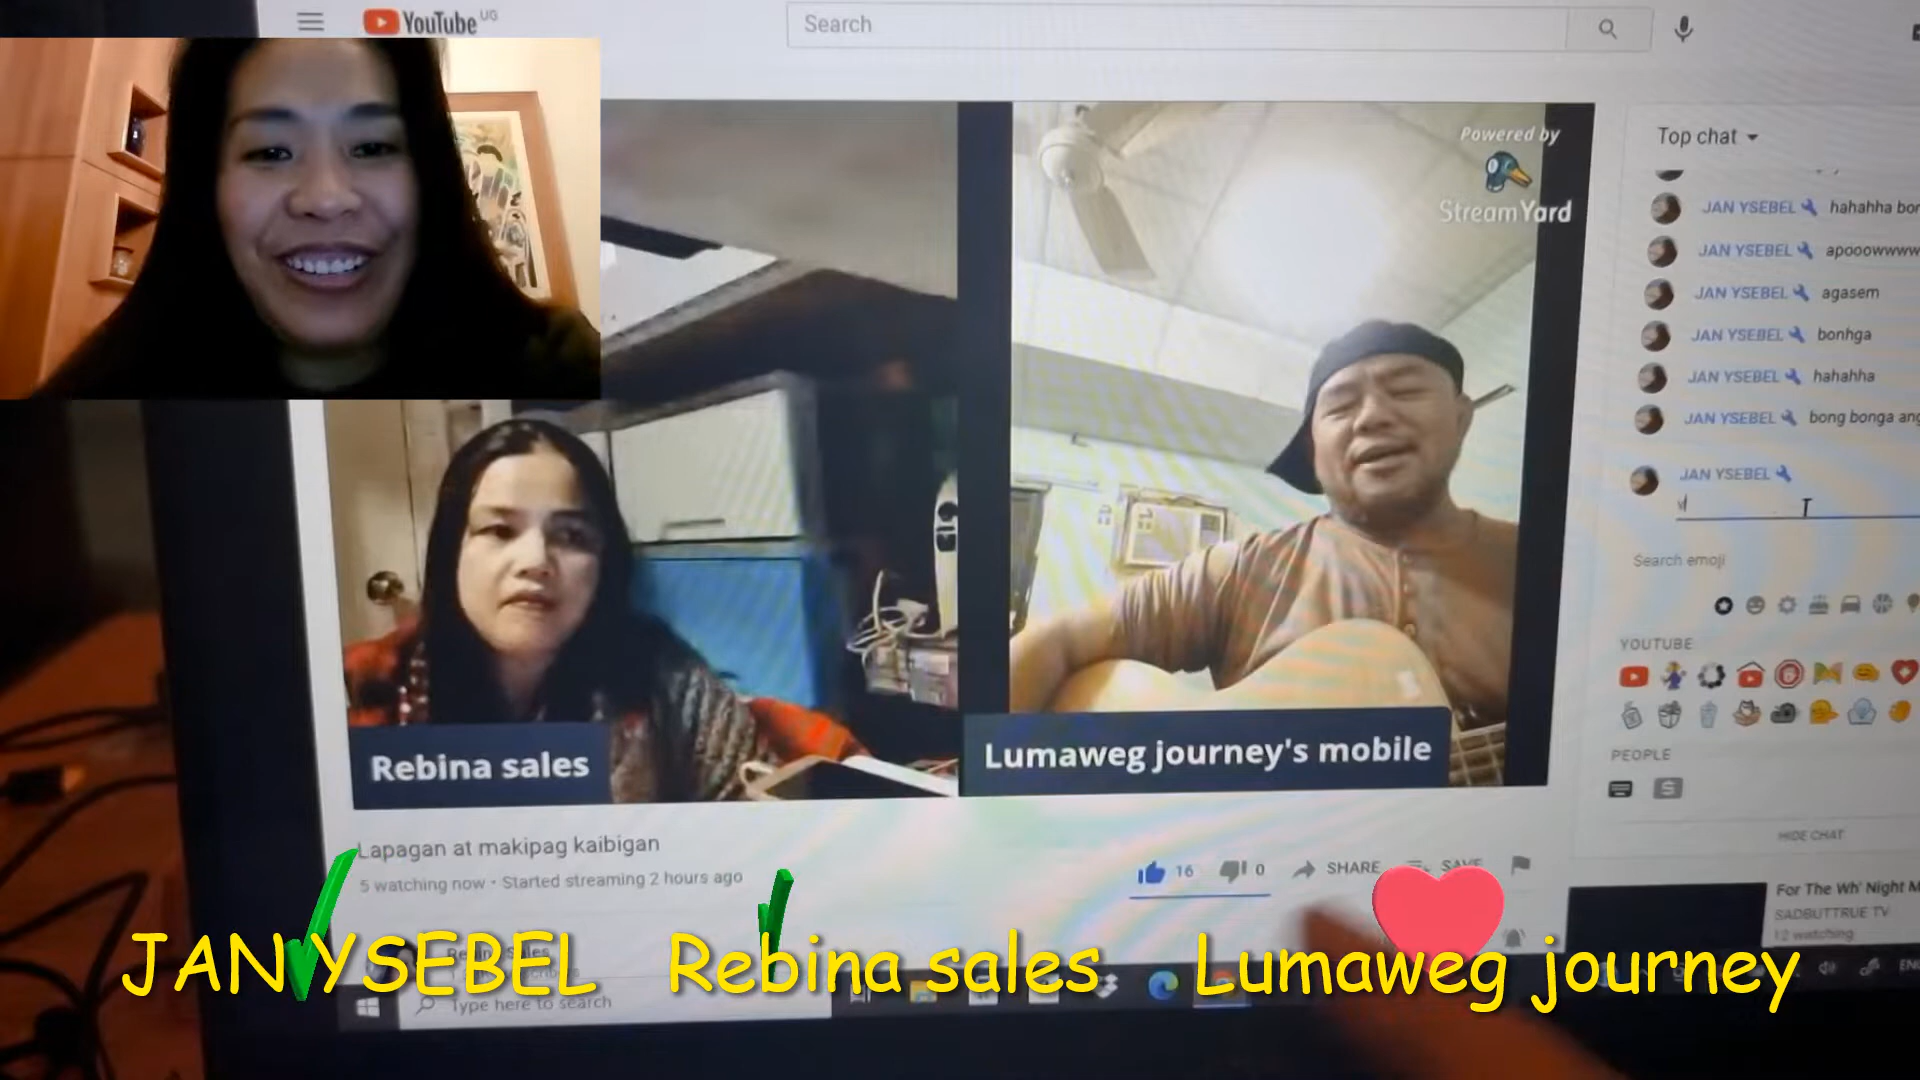 YouTube UG
Search
Powered by
StreamYard
Top chat
JAN YSEBEL hahahha
JAN YSEBEL apooowwww
JAN YSEBEL agasem
JAN YSEBEL bonhga
JAN YSEBEL hahahha
JAN YSEBEL bong bonga
JAN YSEBEL
Search emoji
YOUTUBE
PEOPLE
HIDE CHAT
Rebina sales
Lumaweg journey's mobile
Lapagan at makipag kaibigan
5 watching now • Started streaming 2 hours ago
16 0 SHARE SAVE
For The Wh' Night
SADBUTTRUE TV
12 watching
JAN YSEBEL Rebina sales Lumaweg journey
Type here to search